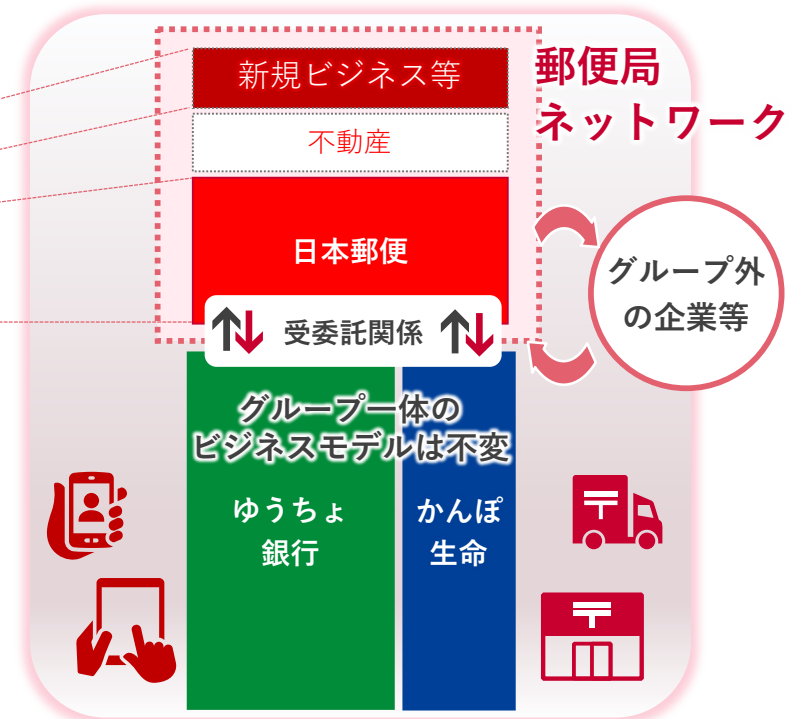 新規ビジネス等
郵便局
ネットワーク
不動産
日本郵便
グループ外
の企業等
受委託関係
グループ一体の
ビジネスモデルは不変
ゆうちょ
銀行
かんぽ
生命